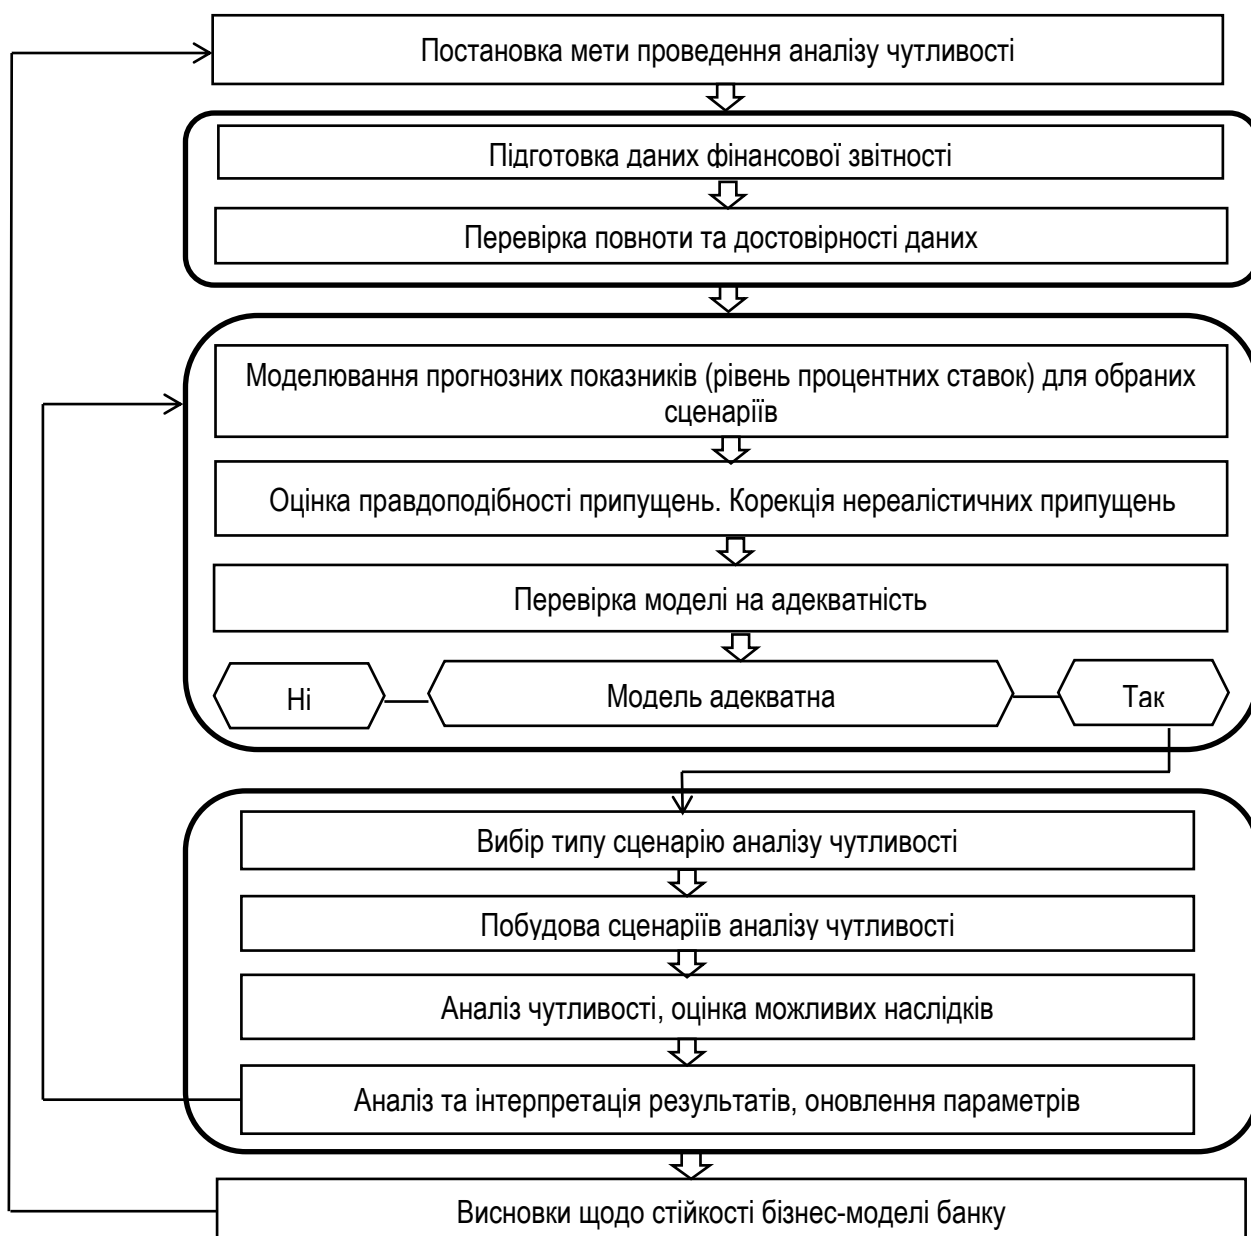 Постановка мети проведення аналізу чутливості
Підготовка даних фінансової звітності
Перевірка повноти та достовірності даних
Моделювання прогнозних показників (рівень процентних ставок) для обраних
сценаріїв
Оцінка правдоподібності припущень. Корекція нереалістичних припущень
Перевірка моделі на адекватність
Ні
Модель адекватна
Так
Вибір типу сценарію аналізу чутливості
Побудова сценаріїв аналізу чутливості
Аналіз чутливості, оцінка можливих наслідків
Аналіз та інтерпретація результатів, оновлення параметрів
Висновки щодо стійкості бізнес-моделі банку